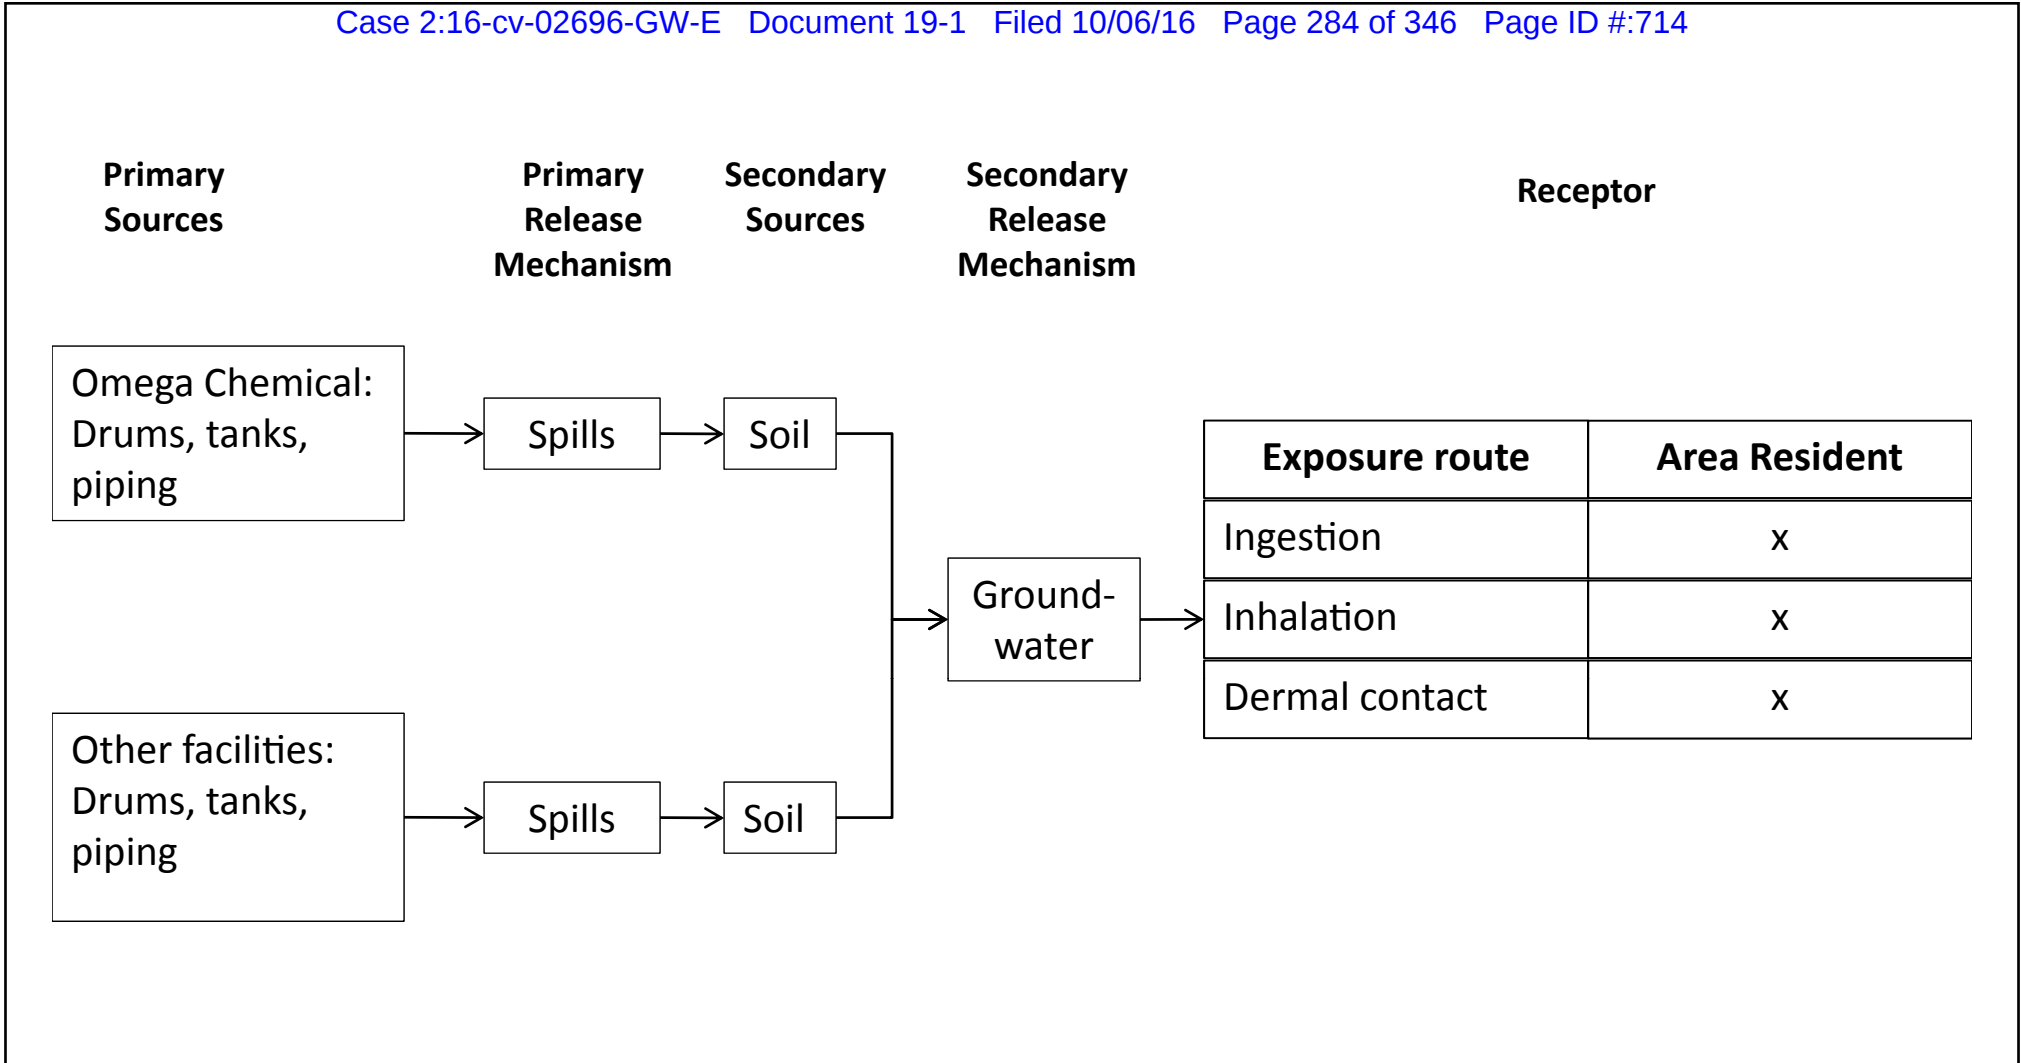 Case 2:16-cv-02696-GW-E   Document 19-1   Filed 10/06/16   Page 284 of 346   Page ID #:714
Primary
Sources
Primary
Release
Mechanism
Secondary
Sources
Secondary
Release
Mechanism
Receptor
Omega Chemical:
Drums, tanks,
piping
Spills
Soil
Other facilities:
Drums, tanks,
piping
Spills
Soil
Ground-
water
Exposure route   Area Resident
Ingestion   x
Inhalation   x
Dermal contact   x